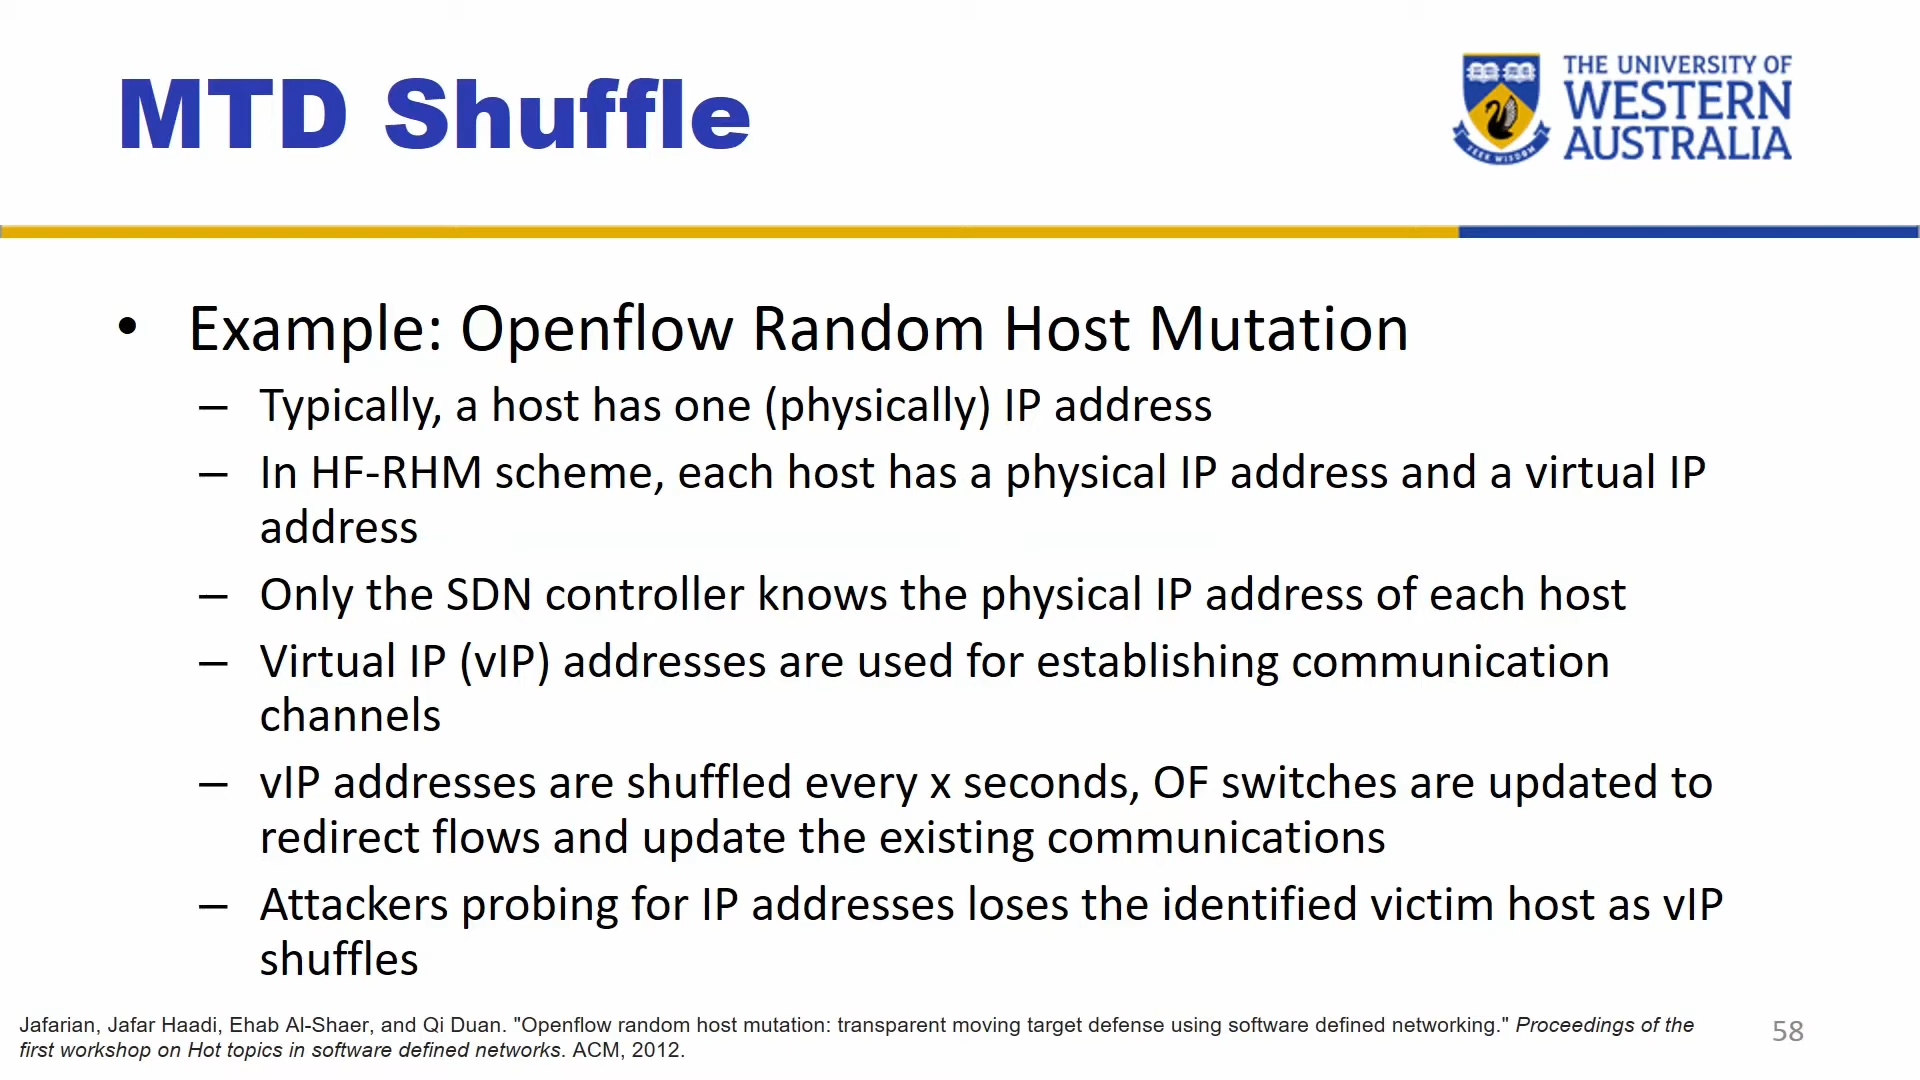 MTD Shuffle
THE UNIVERSITY OF
WESTERN
AUSTRALIA
SEEK WISDOM
• Example: Openflow Random Host Mutation
– Typically, a host has one (physically) IP address
– In HF-RHM scheme, each host has a physical IP address and a virtual IP
address
– Only the SDN controller knows the physical IP address of each host
– Virtual IP (vIP) addresses are used for establishing communication
channels
– vIP addresses are shuffled every x seconds, OF switches are updated to
redirect flows and update the existing communications
– Attackers probing for IP addresses loses the identified victim host as vIP
shuffles
Jafarian, Jafar Haadi, Ehab Al-Shaer, and Qi Duan. "Openflow random host mutation: transparent moving target defense using software defined networking." Proceedings of the
first workshop on Hot topics in software defined networks. ACM, 2012.
58